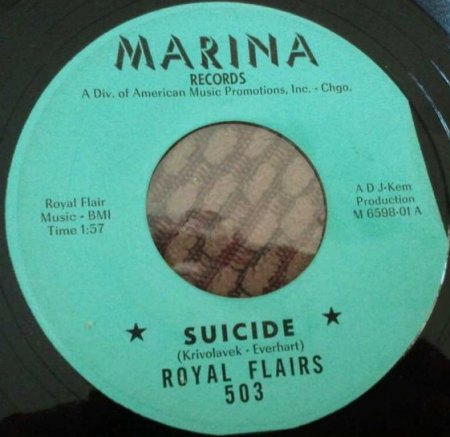 MARINA
RECORDS
A Div. of American Music Promotions, Inc. - Chgo.
Royal Flair
Music - BMI
Time 1:57
A D J-Kem
Production
M 6598-01 A
★ SUICIDE ★
(Krivolavek - Everhart)
ROYAL FLAIRS
503